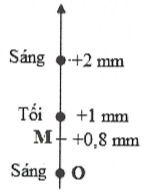 Sáng +2 mm
Tối +1 mm
M +0,8 mm
Sáng O